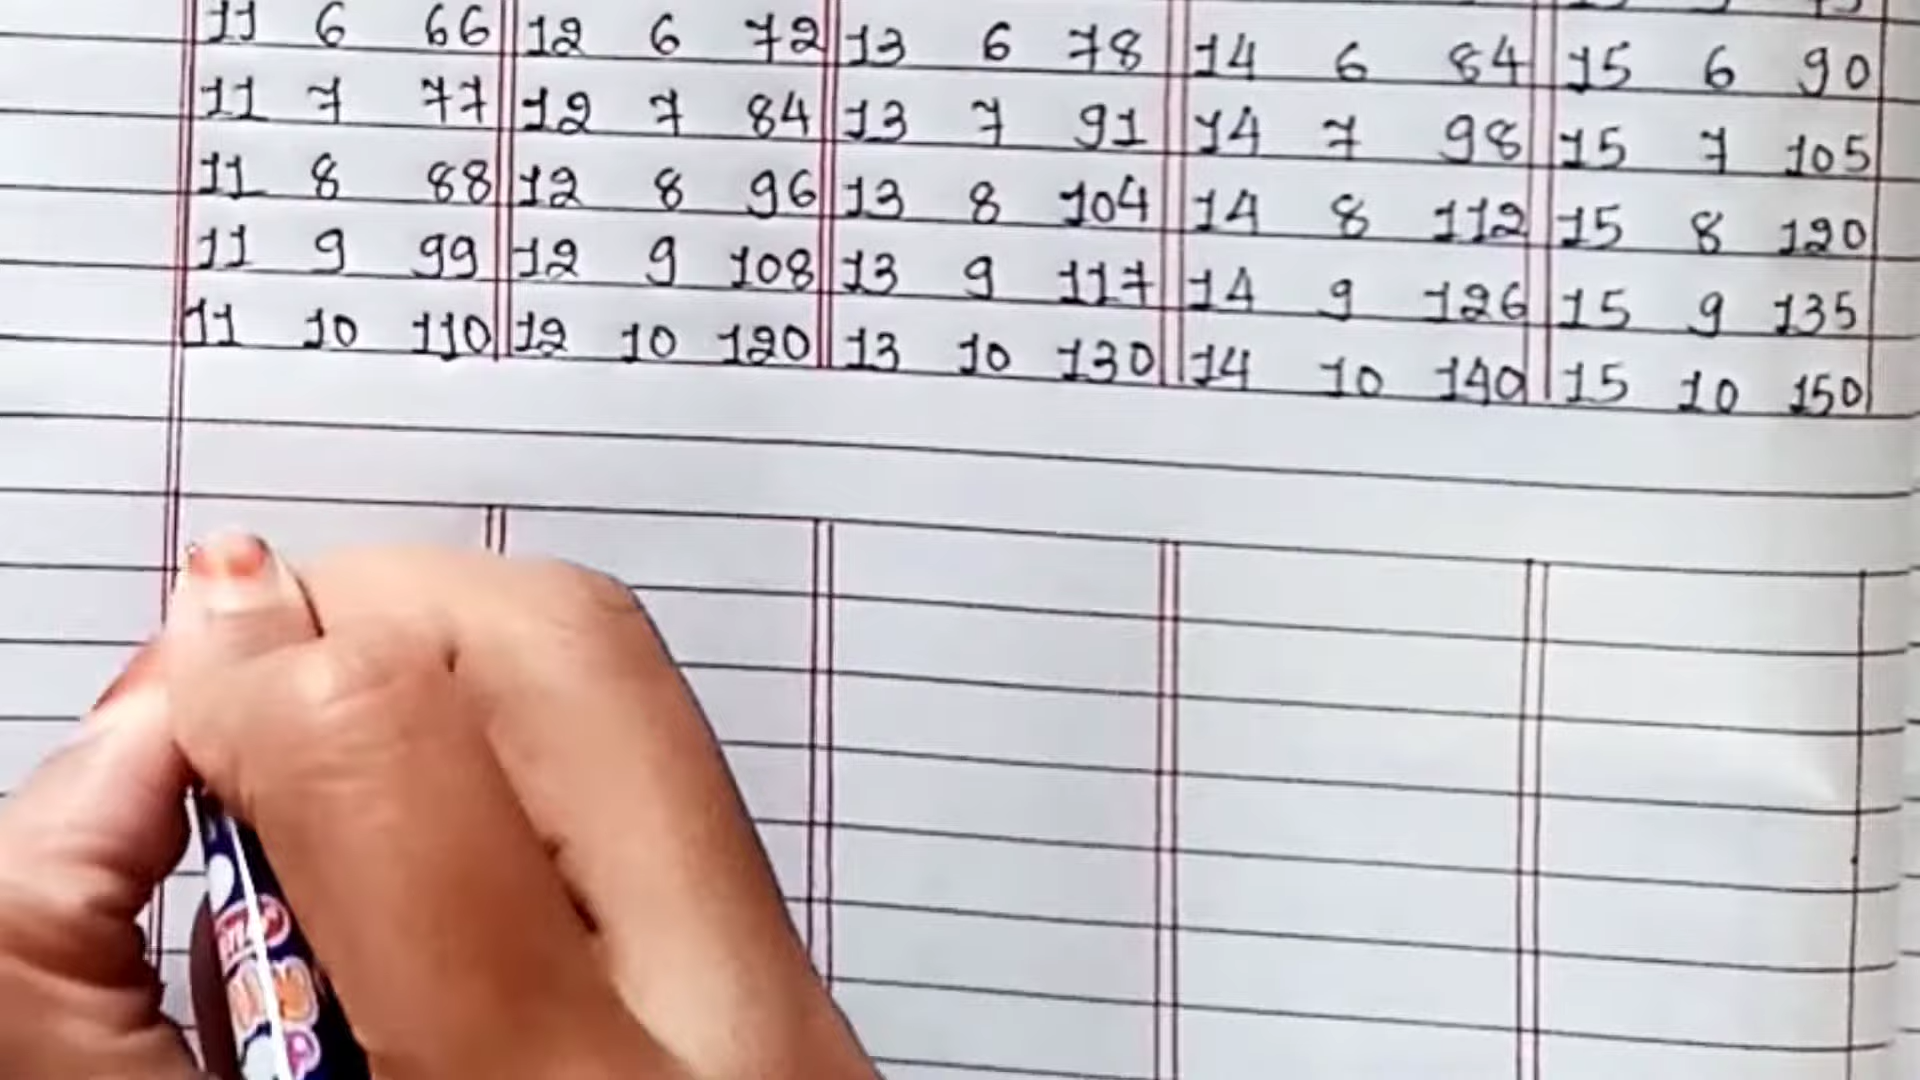 11 6 66 12 6 72 13 6 78 14 6 84 15 6 90
11 7 77 12 7 84 13 7 91 14 7 98 15 7 105
11 8 88 12 8 96 13 8 104 14 8 112 15 8 120
11 9 99 12 9 108 13 9 117 14 9 126 15 9 135
11 10 110 12 10 120 13 10 130 14 10 140 15 10 150